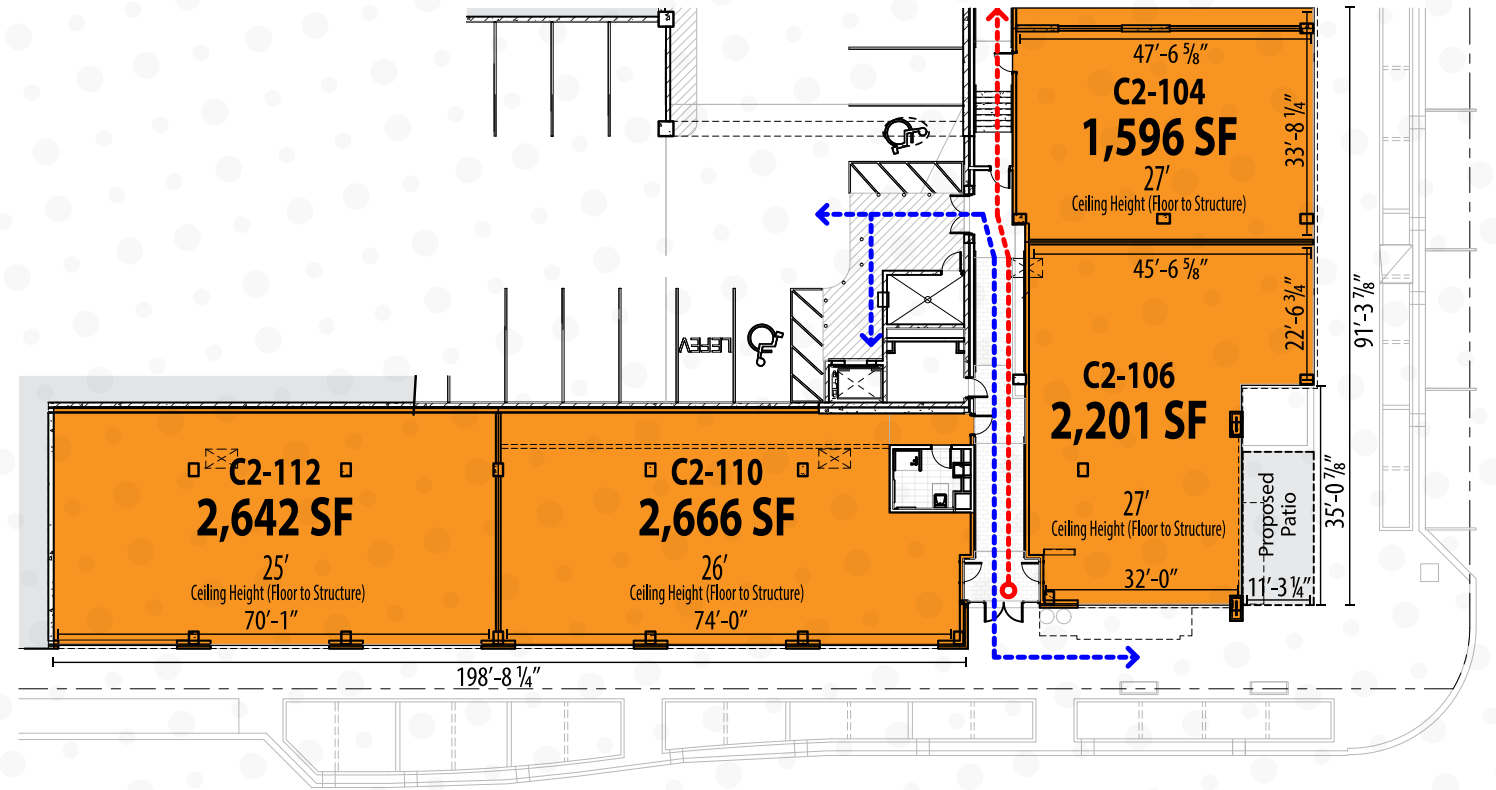 47'-6 ⅝"
C2-104
1,596 SF
27'
Ceiling Height (Floor to Structure)
33'-8 ¼"
45'-6 ⅝"
22'-6 ¾"
91'-3 ⅞"
C2-106
2,201 SF
27'
Ceiling Height (Floor to Structure)
32'-0"
Proposed
Patio
11'-3 ¼"
35'-0 ⅞"
C2-112
2,642 SF
25'
Ceiling Height (Floor to Structure)
70'-1"
C2-110
2,666 SF
26'
Ceiling Height (Floor to Structure)
74'-0"
198'-8 ¼"